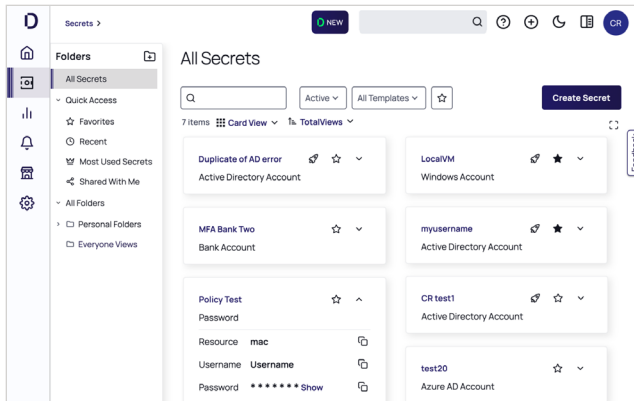 Secrets >
NEW
CR
Folders
All Secrets
Quick Access
Favorites
Recent
Most Used Secrets
Shared With Me
All Folders
Personal Folders
Everyone Views
All Secrets
Active
All Templates
Create Secret
7 items Card View TotalViews
Duplicate of AD error
Active Directory Account
LocalVM
Windows Account
MFA Bank Two
Bank Account
myusername
Active Directory Account
Policy Test
Password
Resource mac
Username Username
Password ******* Show
CR test1
Active Directory Account
test20
Azure AD Account